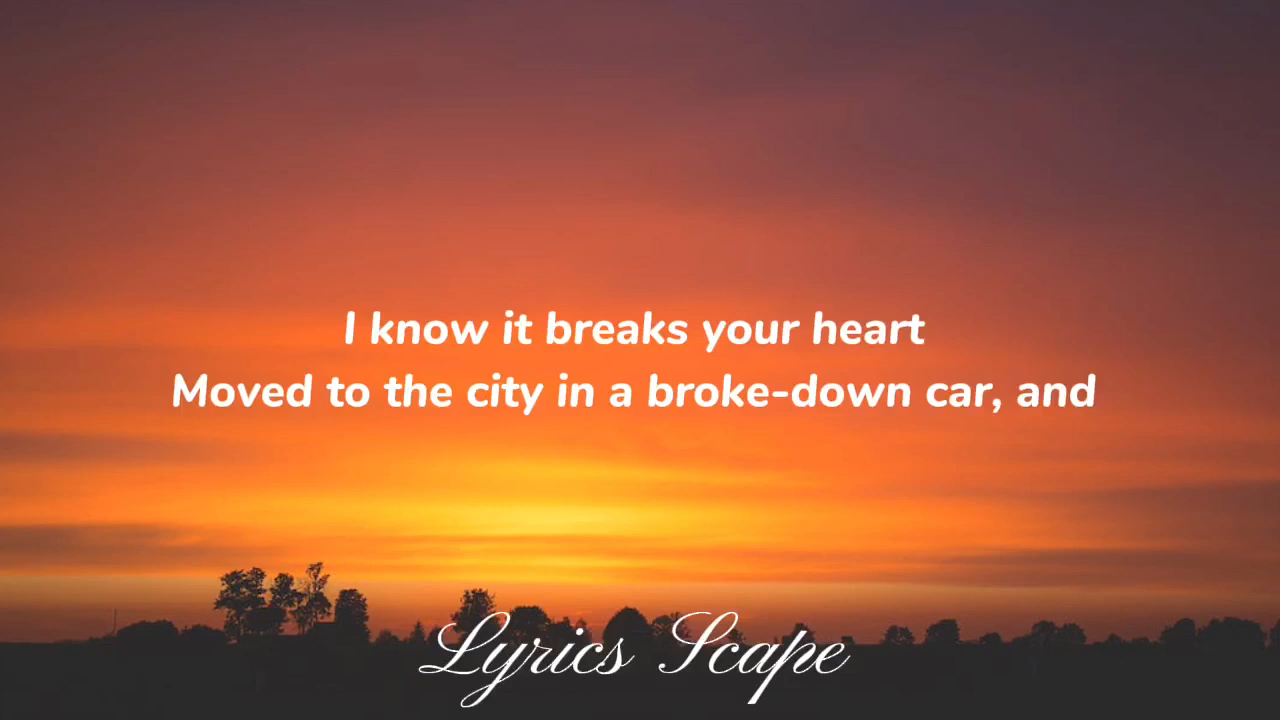 I know it breaks your heart
Moved to the city in a broke-down car, and
Lyrics Scape